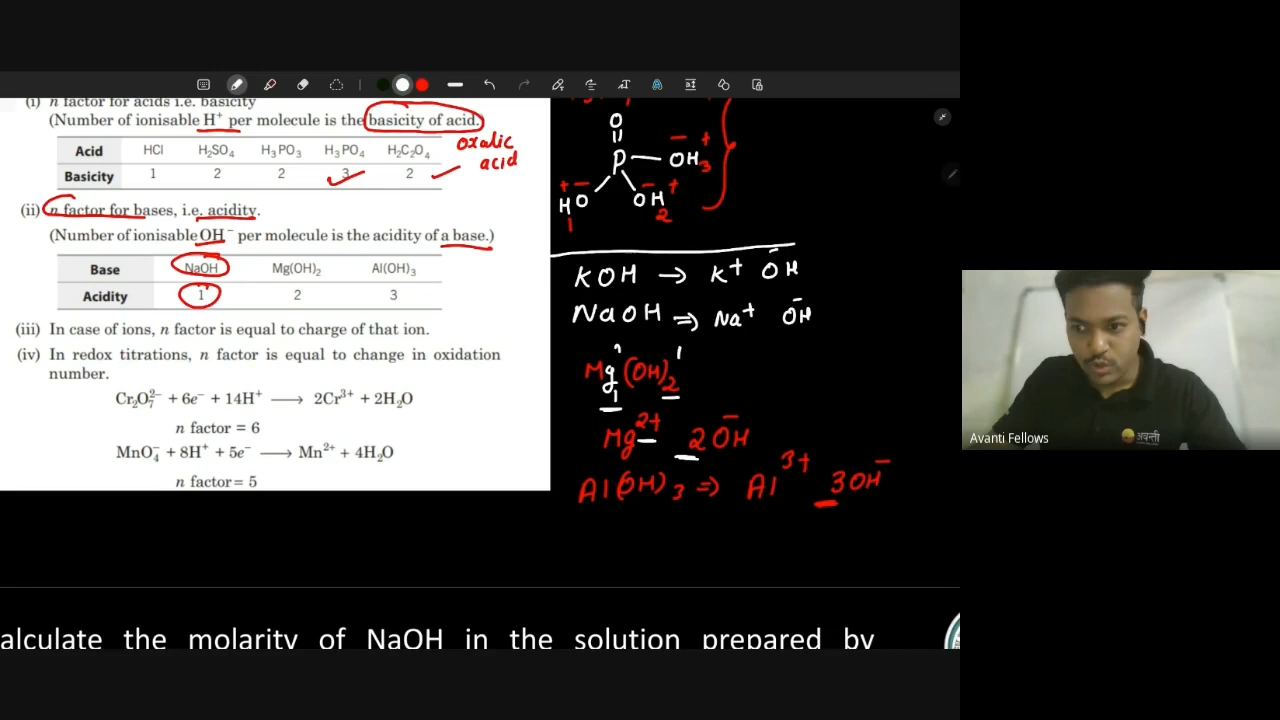 (i) n factor for acids i.e. basicity
(Number of ionisable H⁺ per molecule is the basicity of acid.)
oxalic acid
Acid HCl H₂SO₄ H₃PO₃ H₃PO₄ H₂C₂O₄
Basicity 1 2 2 3 2
(ii) n factor for bases, i.e. acidity.
(Number of ionisable OH⁻ per molecule is the acidity of a base.)
Base NaOH Mg(OH)₂ Al(OH)₃
Acidity 1 2 3
(iii) In case of ions, n factor is equal to charge of that ion.
(iv) In redox titrations, n factor is equal to change in oxidation
number.
Cr₂O₇²⁻ + 6e⁻ + 14H⁺ ⟶ 2Cr³⁺ + 2H₂O
n factor = 6
MnO₄⁻ + 8H⁺ + 5e⁻ ⟶ Mn²⁺ + 4H₂O
n factor = 5
O
P — OH 3
HO OH
1 2
KOH → K⁺ OH⁻
NaOH ⇒ Na⁺ OH⁻
Mg(OH)₂
Mg²⁺ 2OH⁻
Al(OH)₃ ⇒ Al³⁺ 3OH⁻
alculate the molarity of NaOH in the solution prepared by
अवन्ती
Avanti Fellows